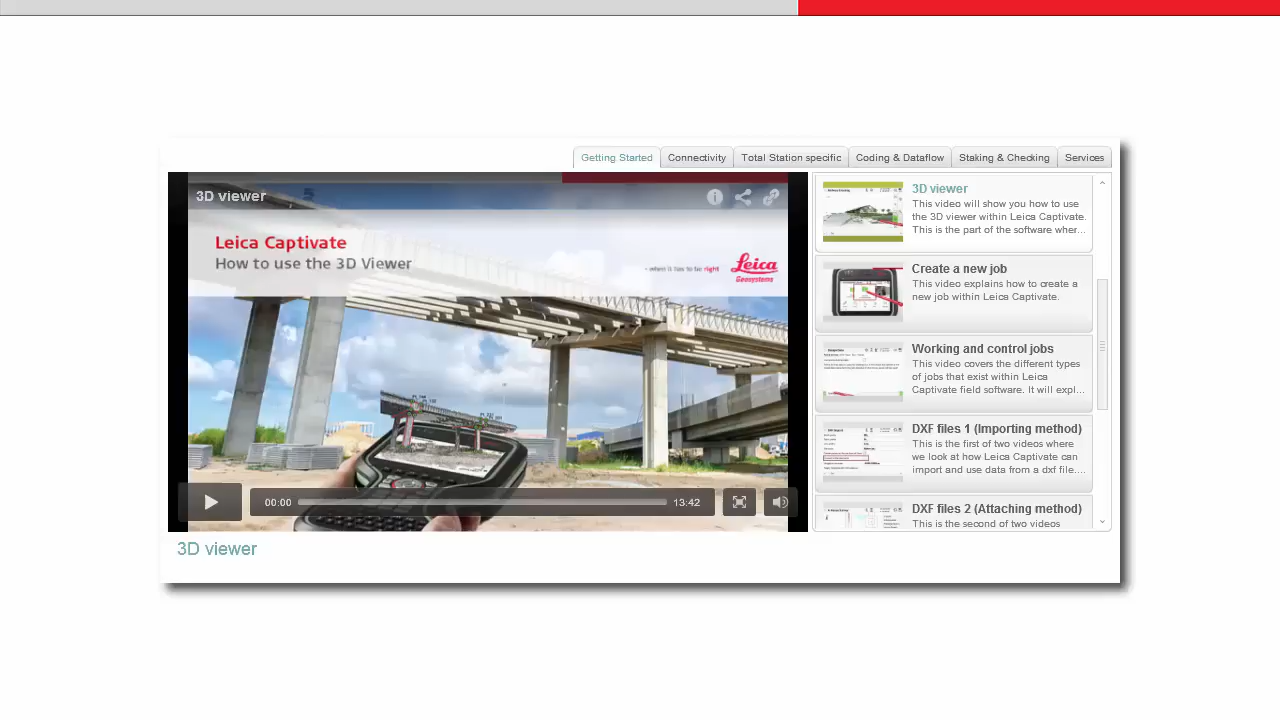 Getting Started
Connectivity
Total Station specific
Coding & Dataflow
Staking & Checking
Services
3D viewer
Leica Captivate
How to use the 3D Viewer
- when it has to be right
Leica
Geosystems
00:00
13:42
3D viewer
3D viewer
This video will show you how to use
the 3D viewer within Leica Captivate.
This is the part of the software wher...
Create a new job
This video explains how to create a
new job within Leica Captivate.
Working and control jobs
This video covers the different types
of jobs that exist within Leica
Captivate field software. It will expl...
DXF files 1 (Importing method)
This is the first of two videos where
we look at how Leica Captivate can
import and use data from a dxf file....
DXF files 2 (Attaching method)
This is the second of two videos